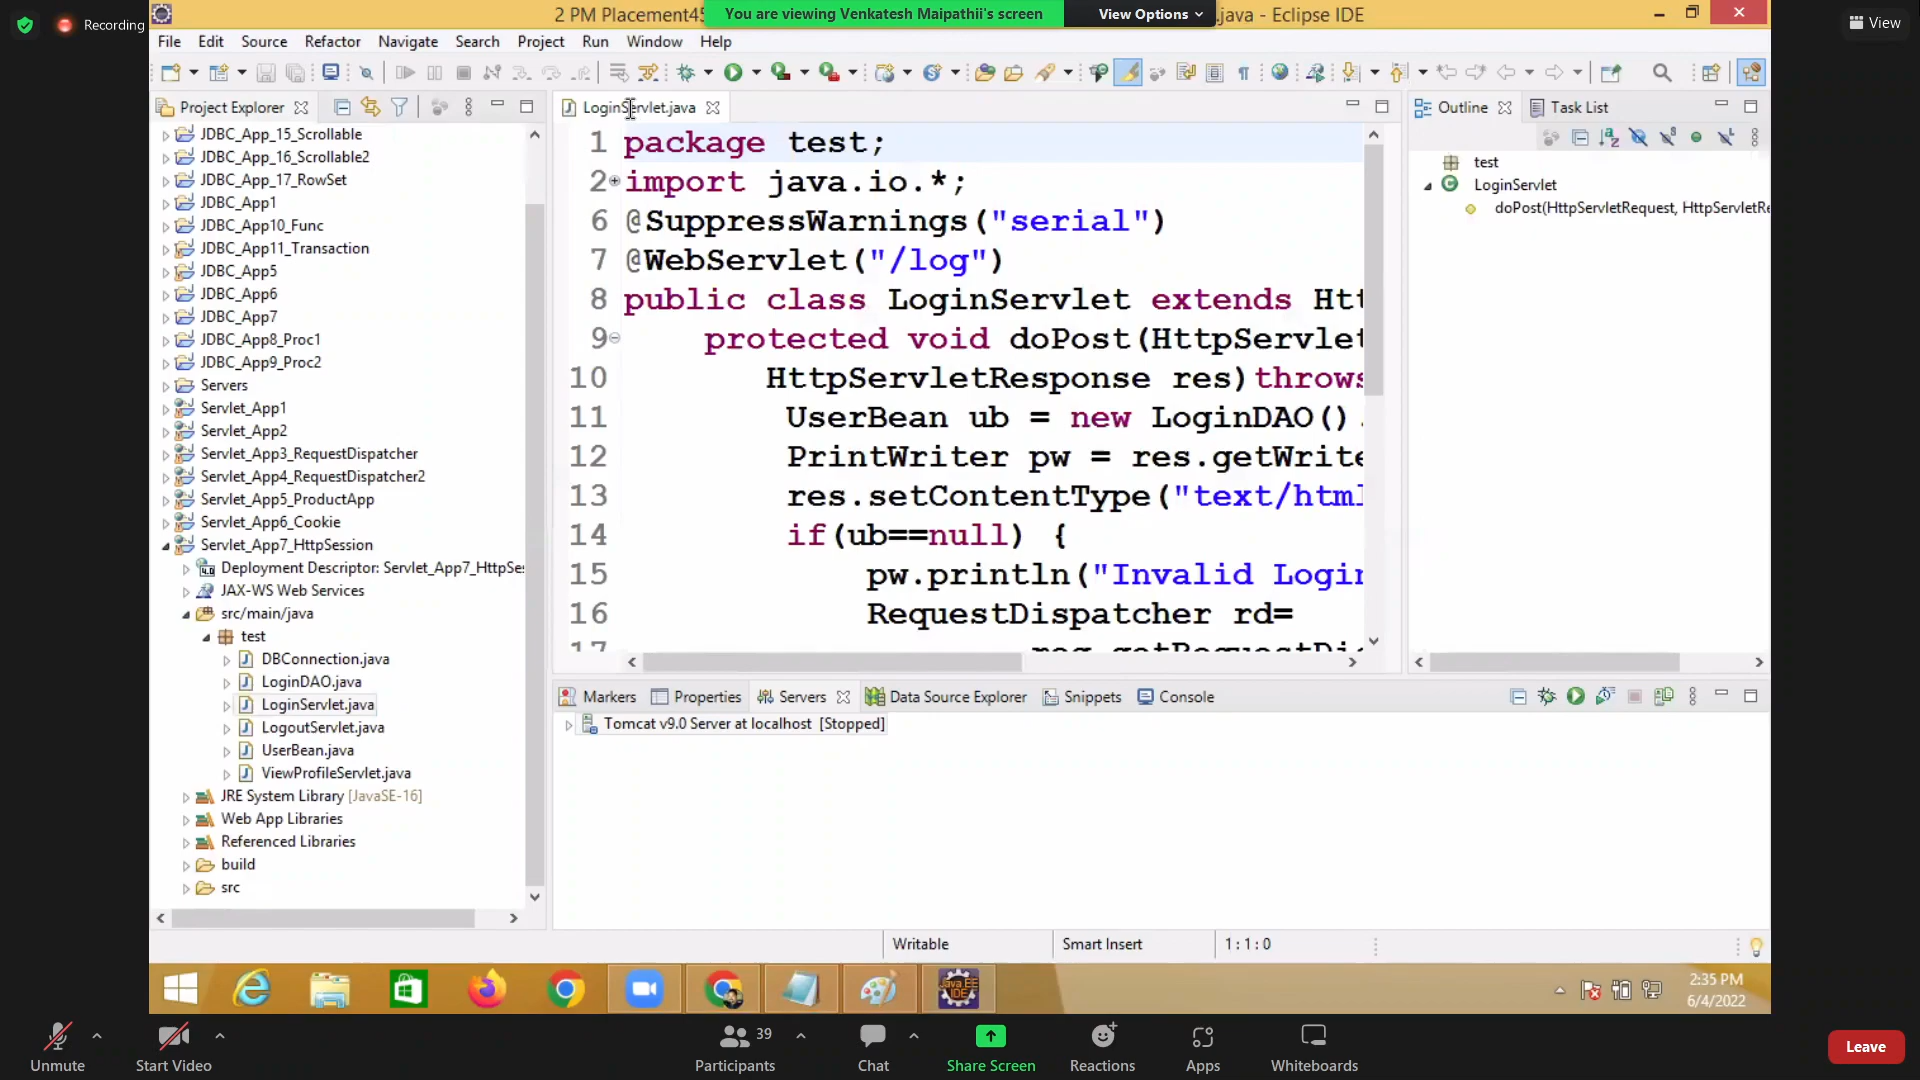 Recording
2 PM Placement45
You are viewing Venkatesh Maipathii's screen
View Options
.java - Eclipse IDE
View
File Edit Source Refactor Navigate Search Project Run Window Help
Project Explorer
JDBC_App_15_Scrollable
JDBC_App_16_Scrollable2
JDBC_App_17_RowSet
JDBC_App1
JDBC_App10_Func
JDBC_App11_Transaction
JDBC_App5
JDBC_App6
JDBC_App7
JDBC_App8_Proc1
JDBC_App9_Proc2
Servers
Servlet_App1
Servlet_App2
Servlet_App3_RequestDispatcher
Servlet_App4_RequestDispatcher2
Servlet_App5_ProductApp
Servlet_App6_Cookie
Servlet_App7_HttpSession
Deployment Descriptor: Servlet_App7_HttpSe
JAX-WS Web Services
src/main/java
test
DBConnection.java
LoginDAO.java
LoginServlet.java
LogoutServlet.java
UserBean.java
ViewProfileServlet.java
JRE System Library [JavaSE-16]
Web App Libraries
Referenced Libraries
build
src
LoginServlet.java
1 package test;
2 import java.io.*;
6 @SuppressWarnings("serial")
7 @WebServlet("/log")
8 public class LoginServlet extends Htt
9 protected void doPost(HttpServlet
10 HttpServletResponse res)throws
11 UserBean ub = new LoginDAO().
12 PrintWriter pw = res.getWrite
13 res.setContentType("text/html
14 if(ub==null) {
15 pw.println("Invalid Login
16 RequestDispatcher rd=
17 req.getRequestDi
Outline Task List
test
LoginServlet
doPost(HttpServletRequest, HttpServletRe
Markers Properties Servers Data Source Explorer Snippets Console
Tomcat v9.0 Server at localhost [Stopped]
Writable Smart Insert 1 : 1 : 0
Java EE
IDE
2:35 PM
6/4/2022
Unmute
Start Video
Participants 39
Chat
Share Screen
Reactions
Apps
Whiteboards
Leave